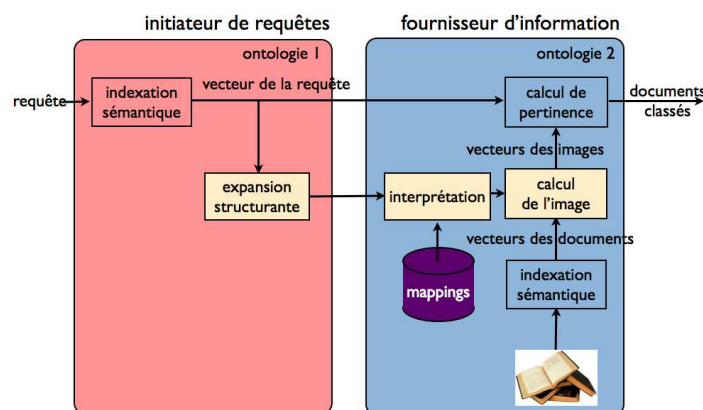 initiateur de requêtes
fournisseur d'information
ontologie 1
ontologie 2
requête
indexation
sémantique
vecteur de la requête
calcul de
pertinence
documents
classés
vecteurs des images
expansion
structurante
interprétation
calcul
de l'image
vecteurs des documents
mappings
indexation
sémantique